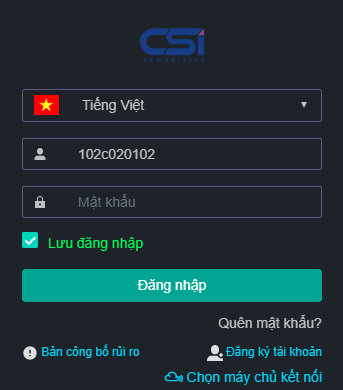 CSI
SECURITIES
Tiếng Việt
102c020102
Mật khẩu
Lưu đăng nhập
Đăng nhập
Quên mật khẩu?
Bản công bố rủi ro
Đăng ký tài khoản
Chọn máy chủ kết nối